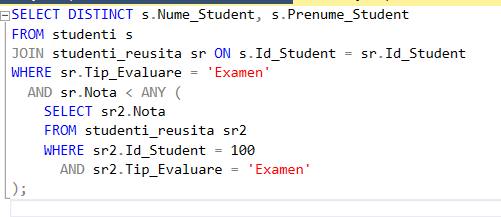 SELECT DISTINCT s.Nume_Student, s.Prenume_Student
FROM studenti s
JOIN studenti_reusita sr ON s.Id_Student = sr.Id_Student
WHERE sr.Tip_Evaluare = 'Examen'
AND sr.Nota < ANY (
SELECT sr2.Nota
FROM studenti_reusita sr2
WHERE sr2.Id_Student = 100
AND sr2.Tip_Evaluare = 'Examen'
);